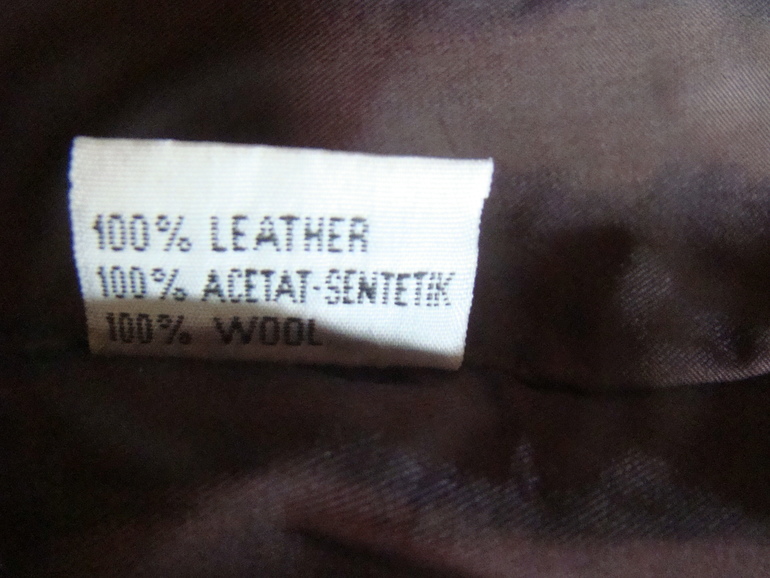 100% LEATHER
100% ACETAT-SENTETIK
100% WOOL